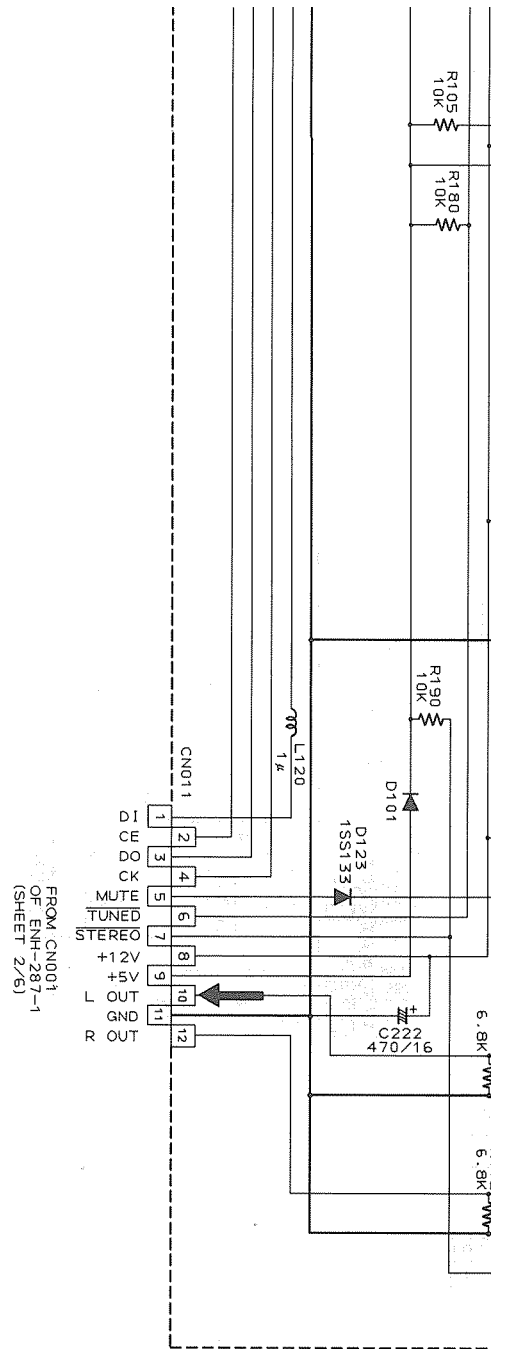 R105
10K
R180
10K
R190
10K
L120
1μ
D101
D123
1SS133
CN011
DI 1
CE 2
DO 3
CK 4
MUTE 5
TUNED 6
STEREO 7
+12V 8
+5V 9
L OUT 10
GND 11
R OUT 12
+
C222
470/16
6.8K
6.8K
FROM CN001
OF ENH-287-1
(SHEET 2/6)